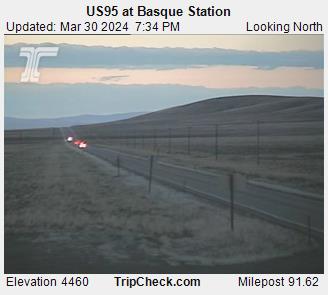 US95 at Basque Station
Updated: Mar 30 2024 7:34 PM Looking North
Elevation 4460 TripCheck.com Milepost 91.62